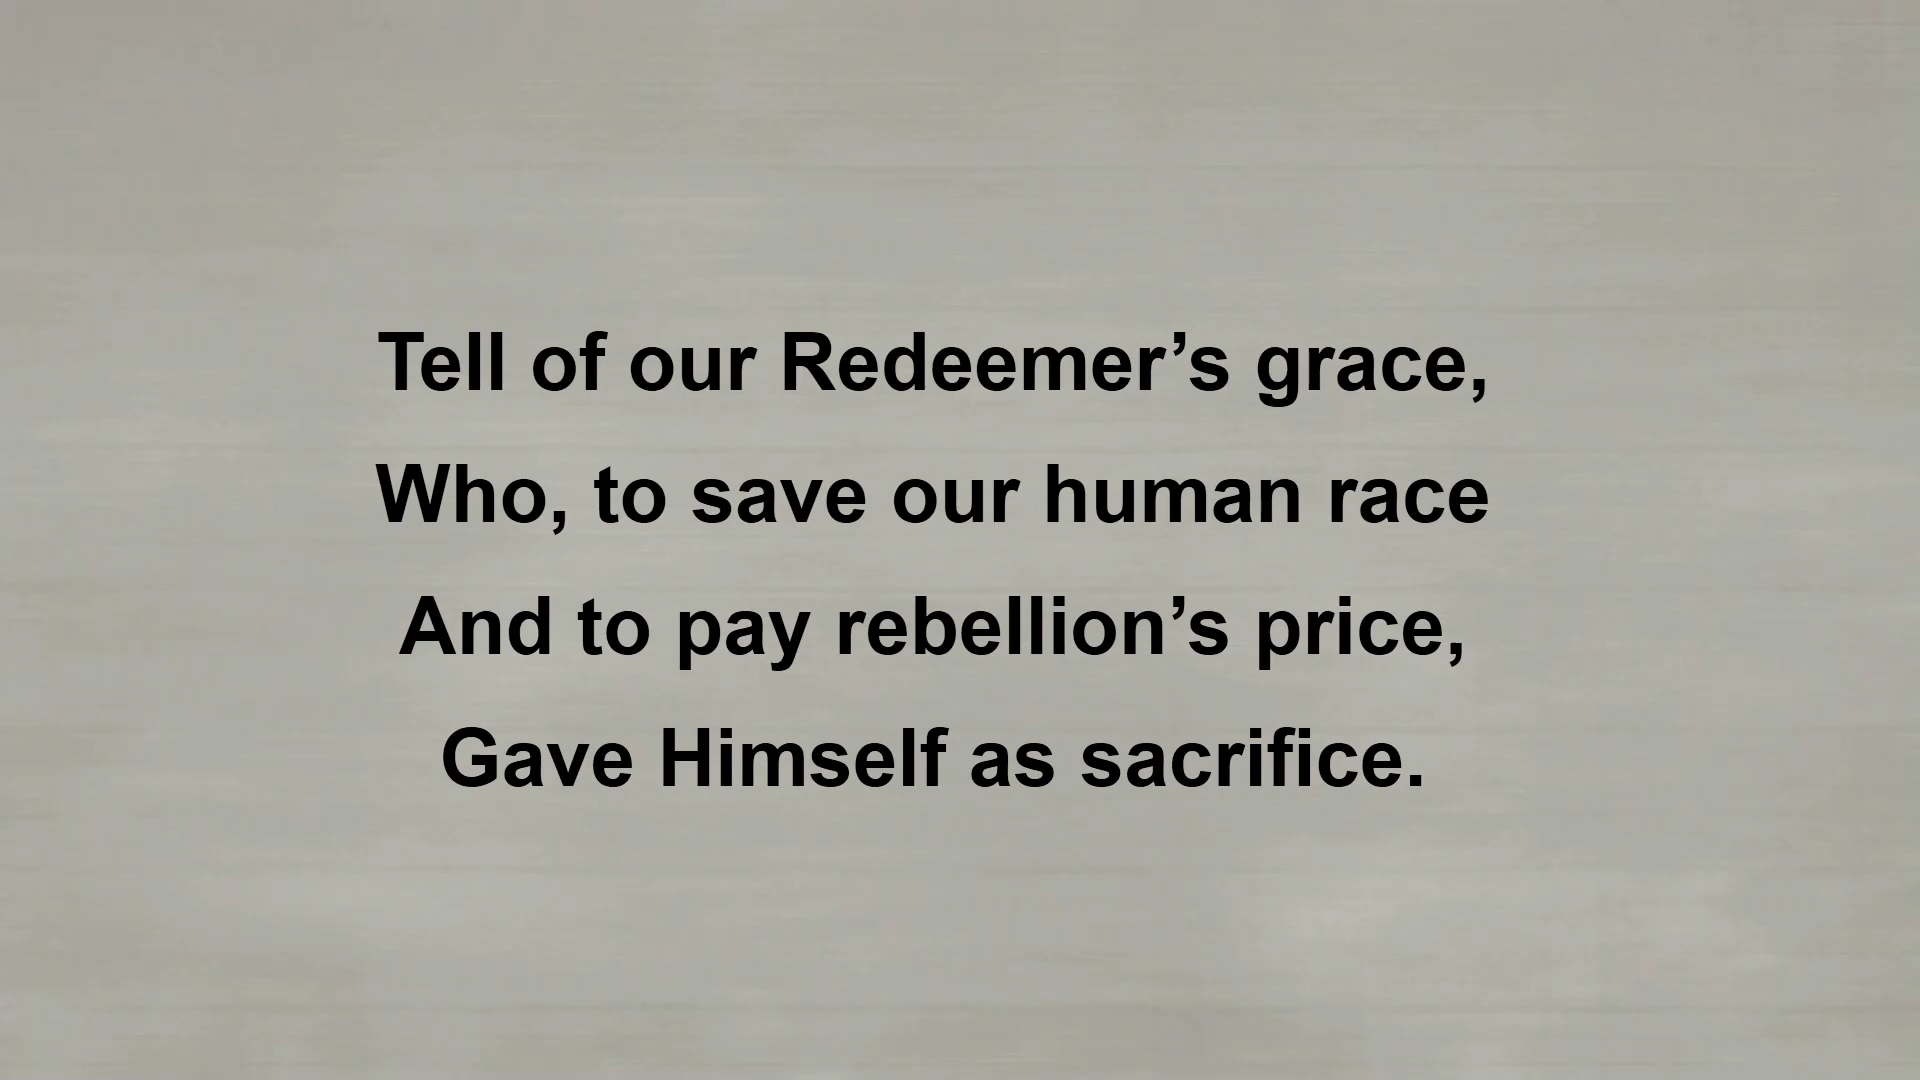 Tell of our Redeemer’s grace,
Who, to save our human race
And to pay rebellion’s price,
Gave Himself as sacrifice.